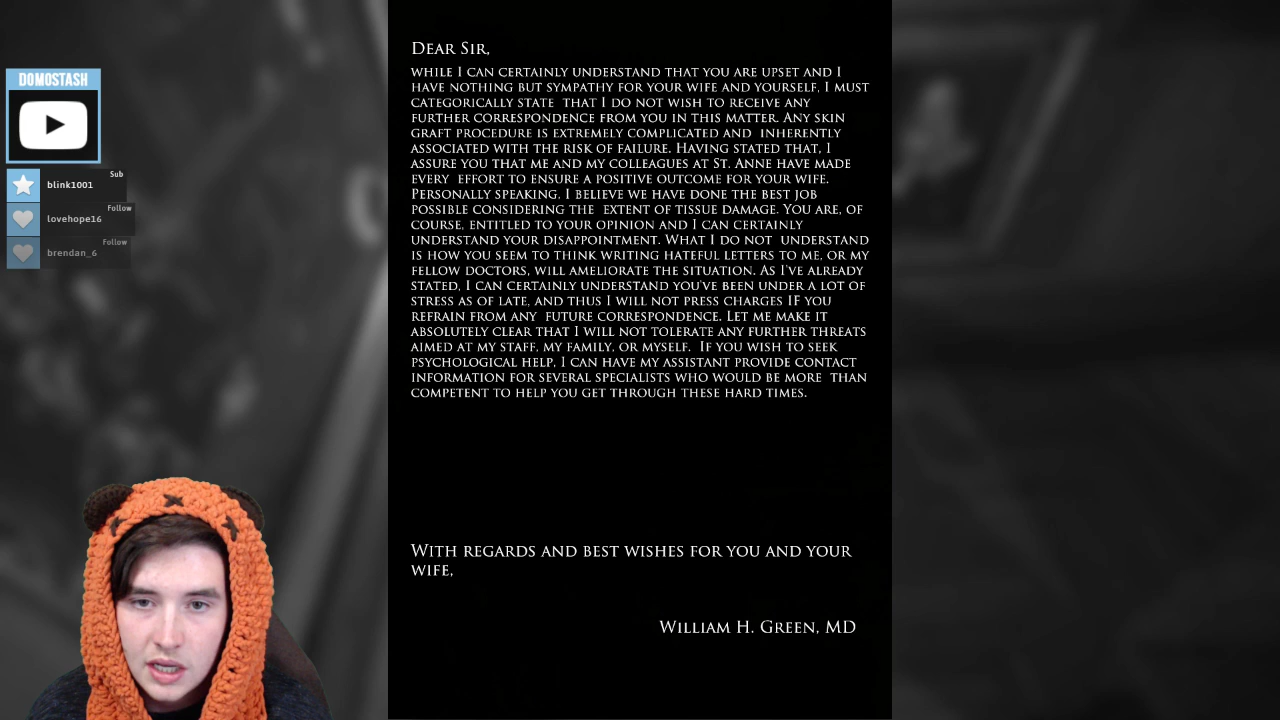 DOMOSTASH
Sub
blink1001
Follow
lovehope16
Follow
brendan_6
Dear Sir,
while I can certainly understand that you are upset and I
have nothing but sympathy for your wife and yourself, I must
categorically state that I do not wish to receive any
further correspondence from you in this matter. Any skin
graft procedure is extremely complicated and inherently
associated with the risk of failure. Having stated that, I
assure you that me and my colleagues at St. Anne have made
every effort to ensure a positive outcome for your wife.
Personally speaking, I believe we have done the best job
possible considering the extent of tissue damage. You are, of
course, entitled to your opinion and I can certainly
understand your disappointment. What I do not understand
is how you seem to think writing hateful letters to me, or my
fellow doctors, will ameliorate the situation. As I've already
stated, I can certainly understand you've been under a lot of
stress as of late, and thus I will not press charges IF you
refrain from any future correspondence. Let me make it
absolutely clear that I will not tolerate any further threats
aimed at my staff, my family, or myself. If you wish to seek
psychological help, I can have my assistant provide contact
information for several specialists who would be more than
competent to help you get through these hard times.
With regards and best wishes for you and your
wife,
William H. Green, MD